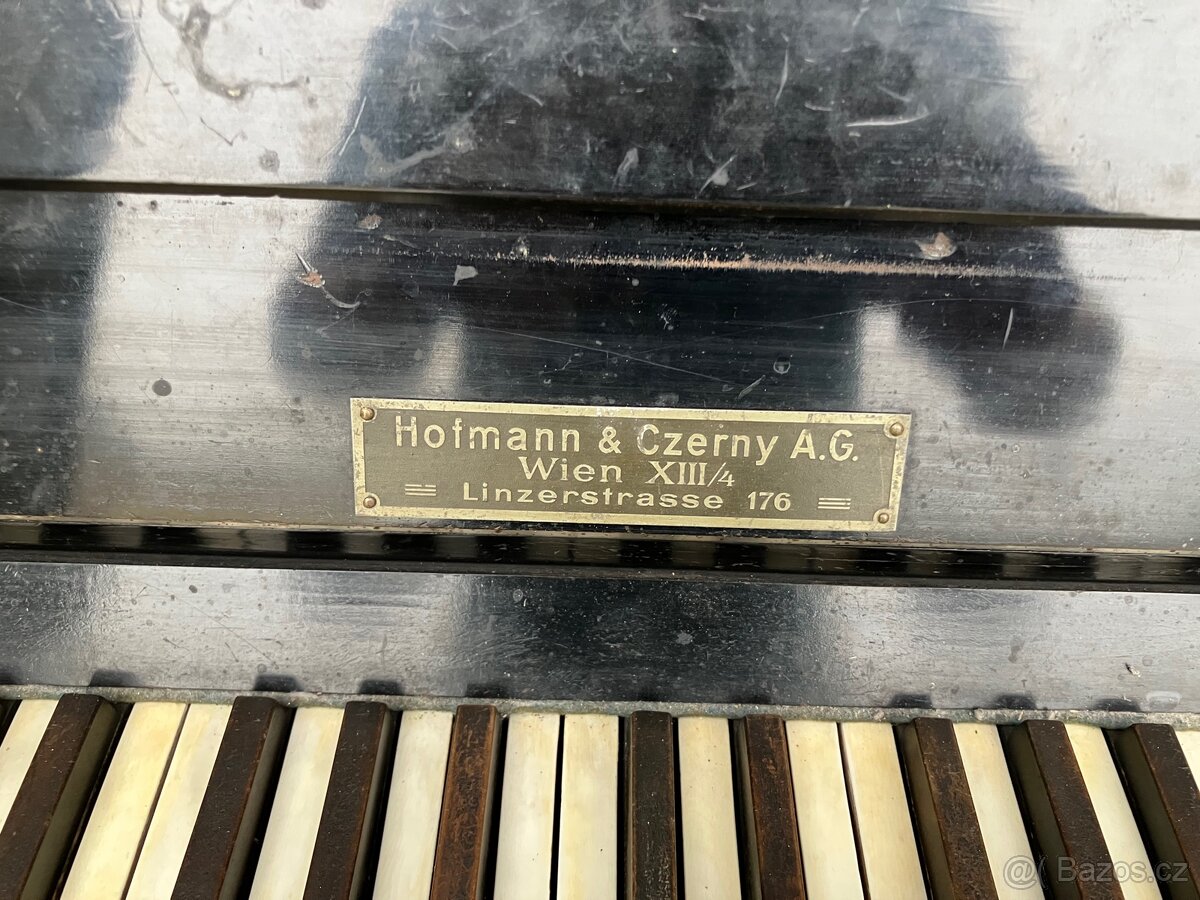 Hofmann & Czerny A.G.
Wien XIII/4
Linzerstrasse 176
@Bazos.cz